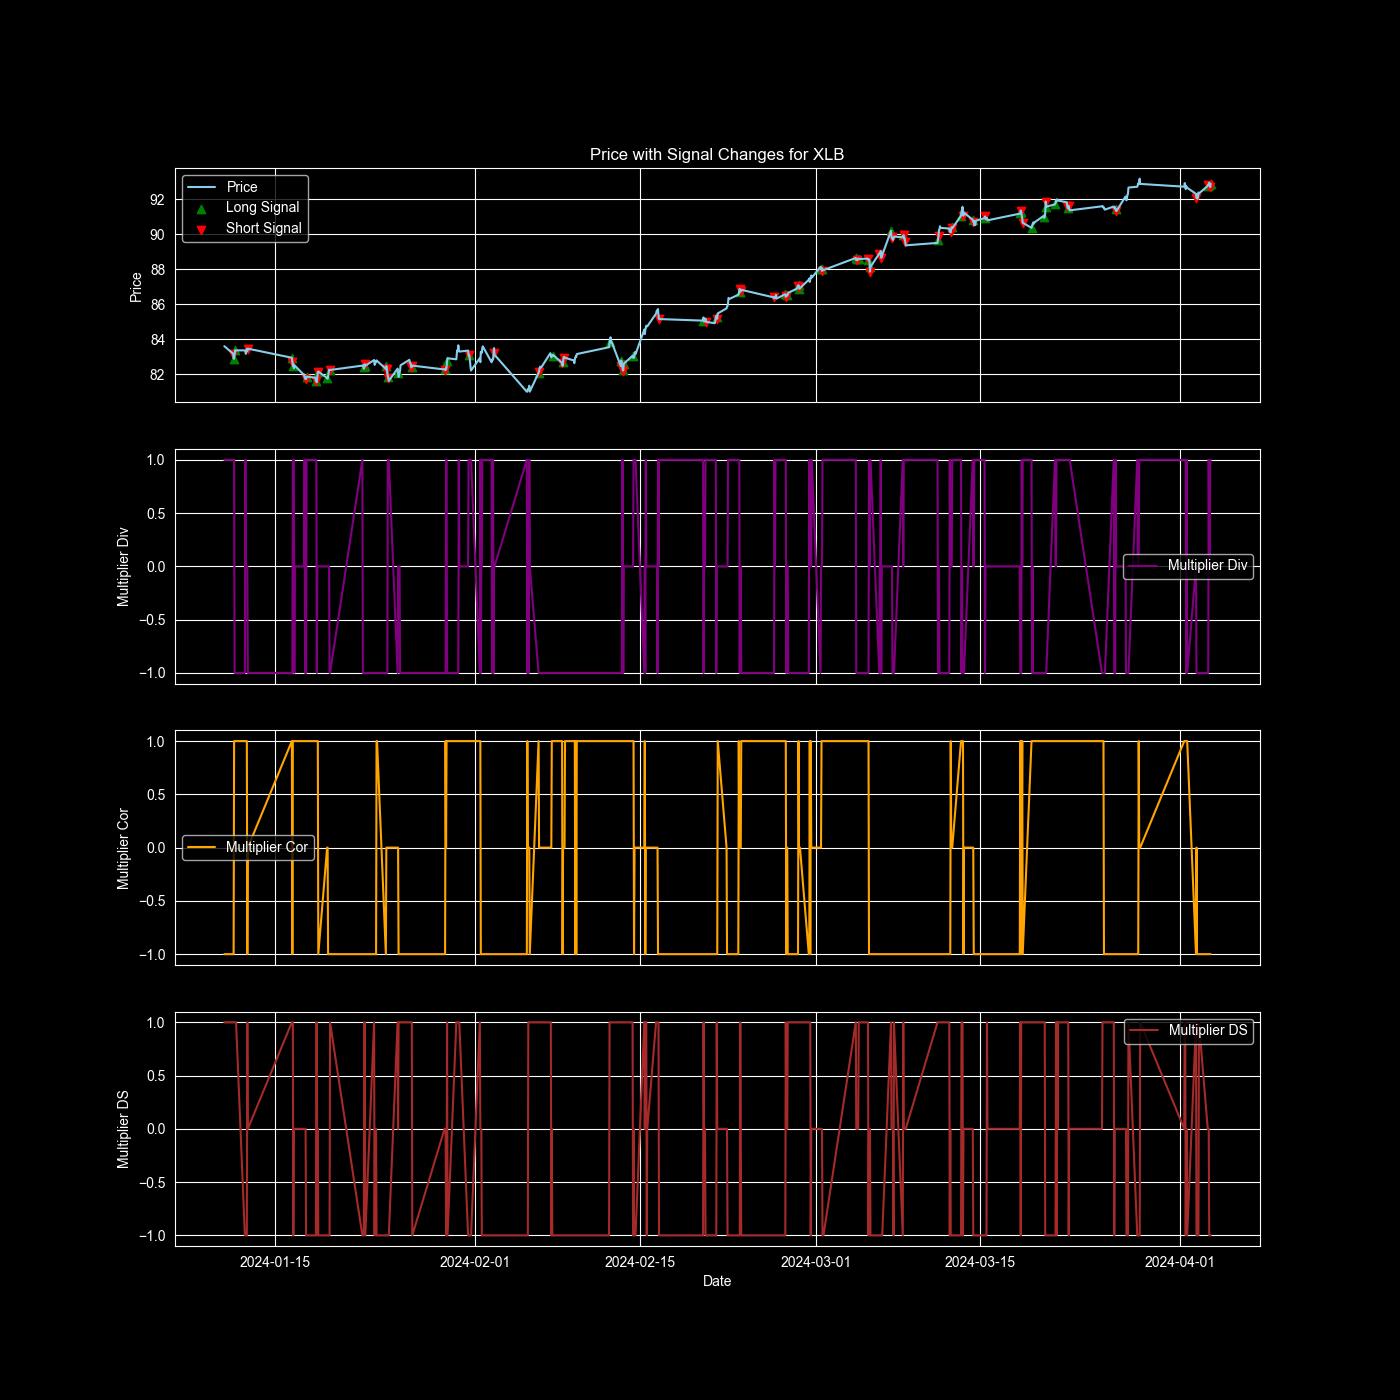 Price with Signal Changes for XLB
Price
Long Signal
Short Signal
92
90
88
86
84
82
Price
1.0
0.5
0.0
−0.5
−1.0
Multiplier Div
Multiplier Div
1.0
0.5
0.0
−0.5
−1.0
Multiplier Cor
Multiplier Cor
1.0
0.5
0.0
−0.5
−1.0
Multiplier DS
Multiplier DS
2024-01-15 2024-02-01 2024-02-15 2024-03-01 2024-03-15 2024-04-01
Date